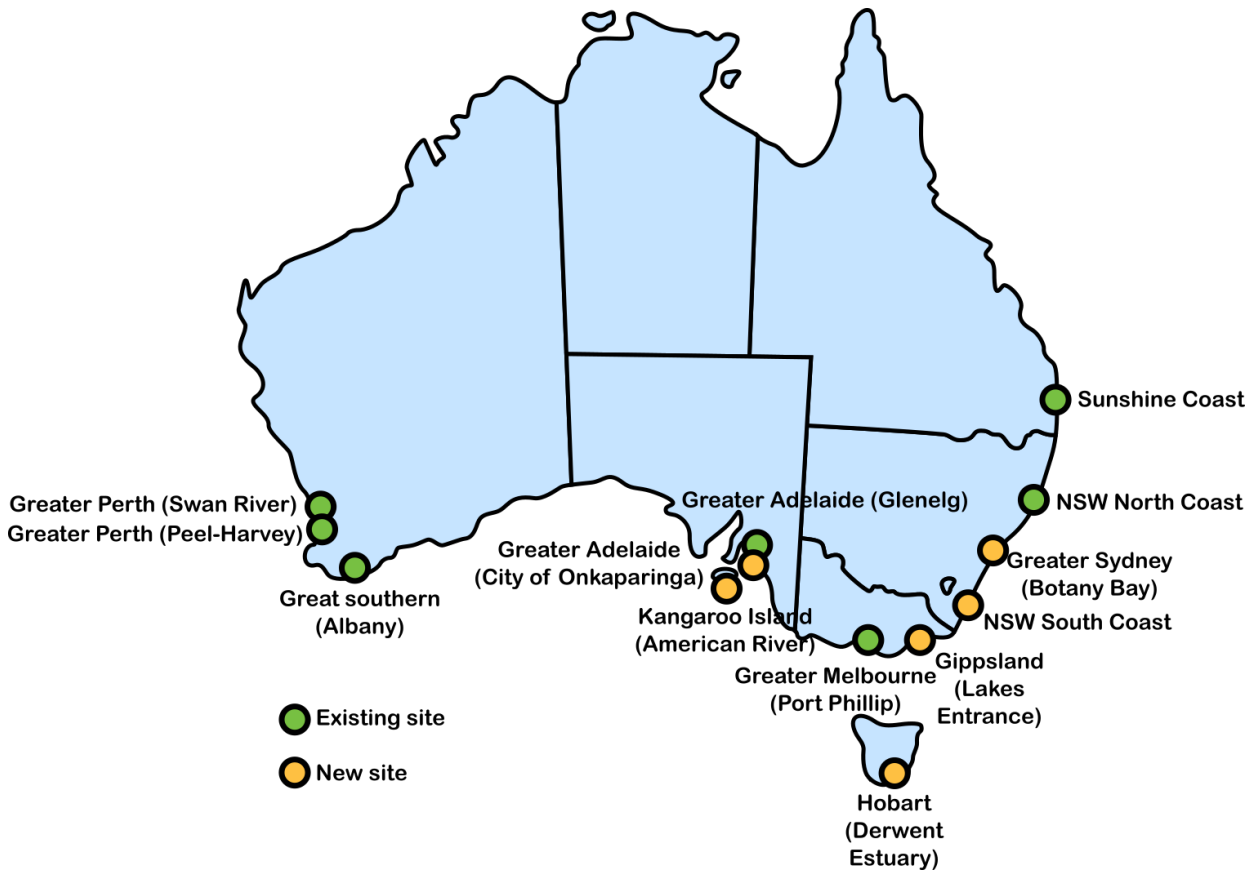 Sunshine Coast
Greater Perth (Swan River)
Greater Perth (Peel-Harvey)
Great southern
(Albany)
Greater Adelaide (Glenelg)
NSW North Coast
Greater Adelaide
(City of Onkaparinga)
Greater Sydney
(Botany Bay)
Kangaroo Island
(American River)
NSW South Coast
Greater Melbourne
(Port Phillip)
Gippsland
(Lakes
Entrance)
Existing site
New site
Hobart
(Derwent
Estuary)